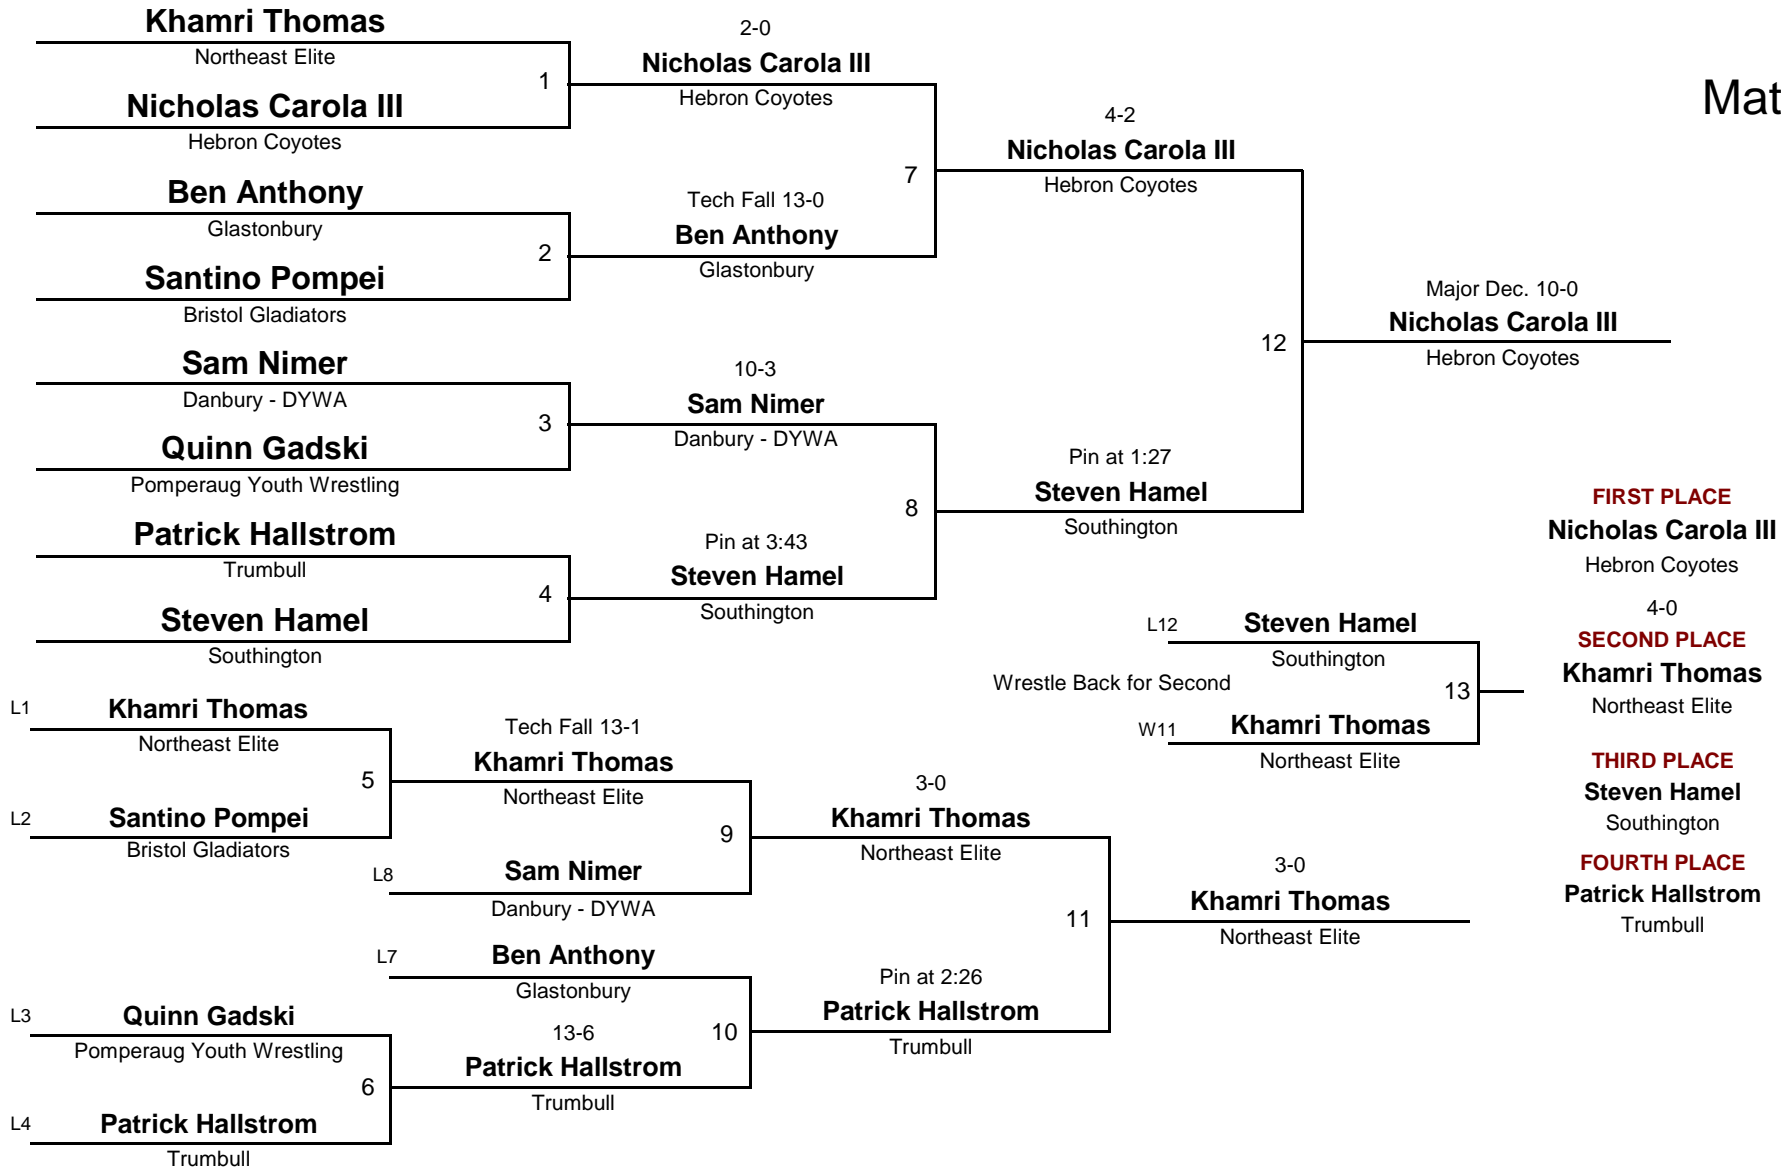 Khamri Thomas
Northeast Elite
1
Nicholas Carola III
Hebron Coyotes
Ben Anthony
Glastonbury
2
Santino Pompei
Bristol Gladiators
Sam Nimer
Danbury - DYWA
3
Quinn Gadski
Pomperaug Youth Wrestling
Patrick Hallstrom
Trumbull
4
Steven Hamel
Southington
2-0
Nicholas Carola III
Hebron Coyotes
7
Tech Fall 13-0
Ben Anthony
Glastonbury
10-3
Sam Nimer
Danbury - DYWA
8
Pin at 3:43
Steven Hamel
Southington
4-2
Nicholas Carola III
Hebron Coyotes
12
Pin at 1:27
Steven Hamel
Southington
Mat
Major Dec. 10-0
Nicholas Carola III
Hebron Coyotes
L1
Khamri Thomas
Northeast Elite
5
L2
Santino Pompei
Bristol Gladiators
L3
Quinn Gadski
Pomperaug Youth Wrestling
6
L4
Patrick Hallstrom
Trumbull
Tech Fall 13-1
Khamri Thomas
Northeast Elite
9
L8
Sam Nimer
Danbury - DYWA
L7
Ben Anthony
Glastonbury
10
13-6
Patrick Hallstrom
Trumbull
3-0
Khamri Thomas
Northeast Elite
11
Pin at 2:26
Patrick Hallstrom
Trumbull
3-0
Khamri Thomas
Northeast Elite
L12
Steven Hamel
Southington
Wrestle Back for Second
13
W11
Khamri Thomas
Northeast Elite
FIRST PLACE
Nicholas Carola III
Hebron Coyotes
4-0
SECOND PLACE
Khamri Thomas
Northeast Elite
THIRD PLACE
Steven Hamel
Southington
FOURTH PLACE
Patrick Hallstrom
Trumbull